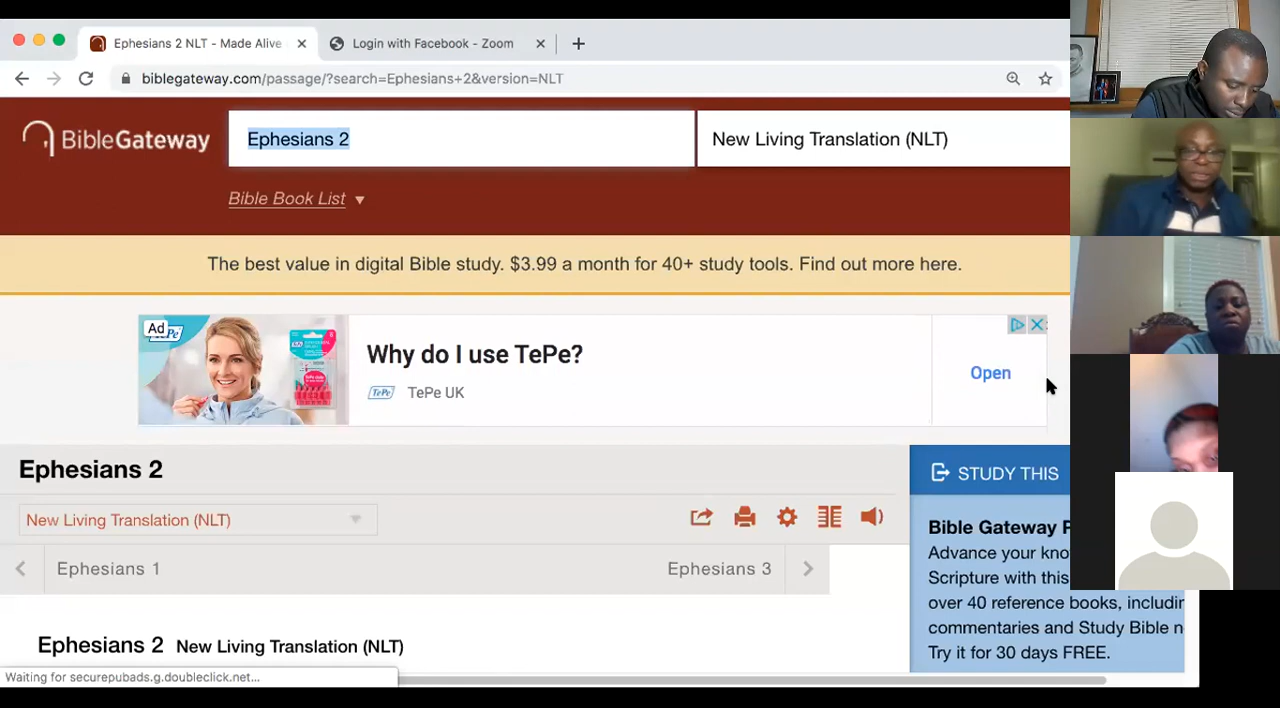 Ephesians 2 NLT - Made Alive
Login with Facebook - Zoom
biblegateway.com/passage/?search=Ephesians+2&version=NLT
BibleGateway
Ephesians 2
New Living Translation (NLT)
Bible Book List
The best value in digital Bible study. $3.99 a month for 40+ study tools. Find out more here.
Ad
TePe
Why do I use TePe?
TePe
TePe UK
Open
Ephesians 2
New Living Translation (NLT)
Ephesians 1
Ephesians 3
Ephesians 2 New Living Translation (NLT)
STUDY THIS
Bible Gateway P
Advance your kno
Scripture with this
over 40 reference books, includin
commentaries and Study Bible n
Try it for 30 days FREE.
Waiting for securepubads.g.doubleclick.net...